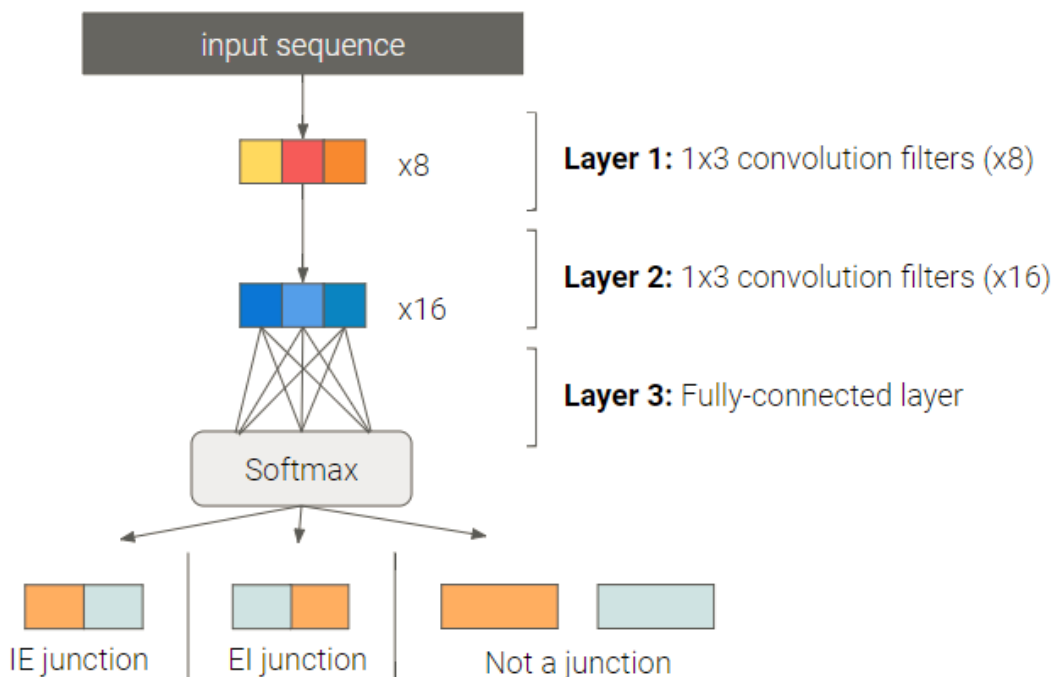 input sequence
x8
Layer 1: 1x3 convolution filters (x8)
x16
Layer 2: 1x3 convolution filters (x16)
Layer 3: Fully-connected layer
Softmax
IE junction
EI junction
Not a junction